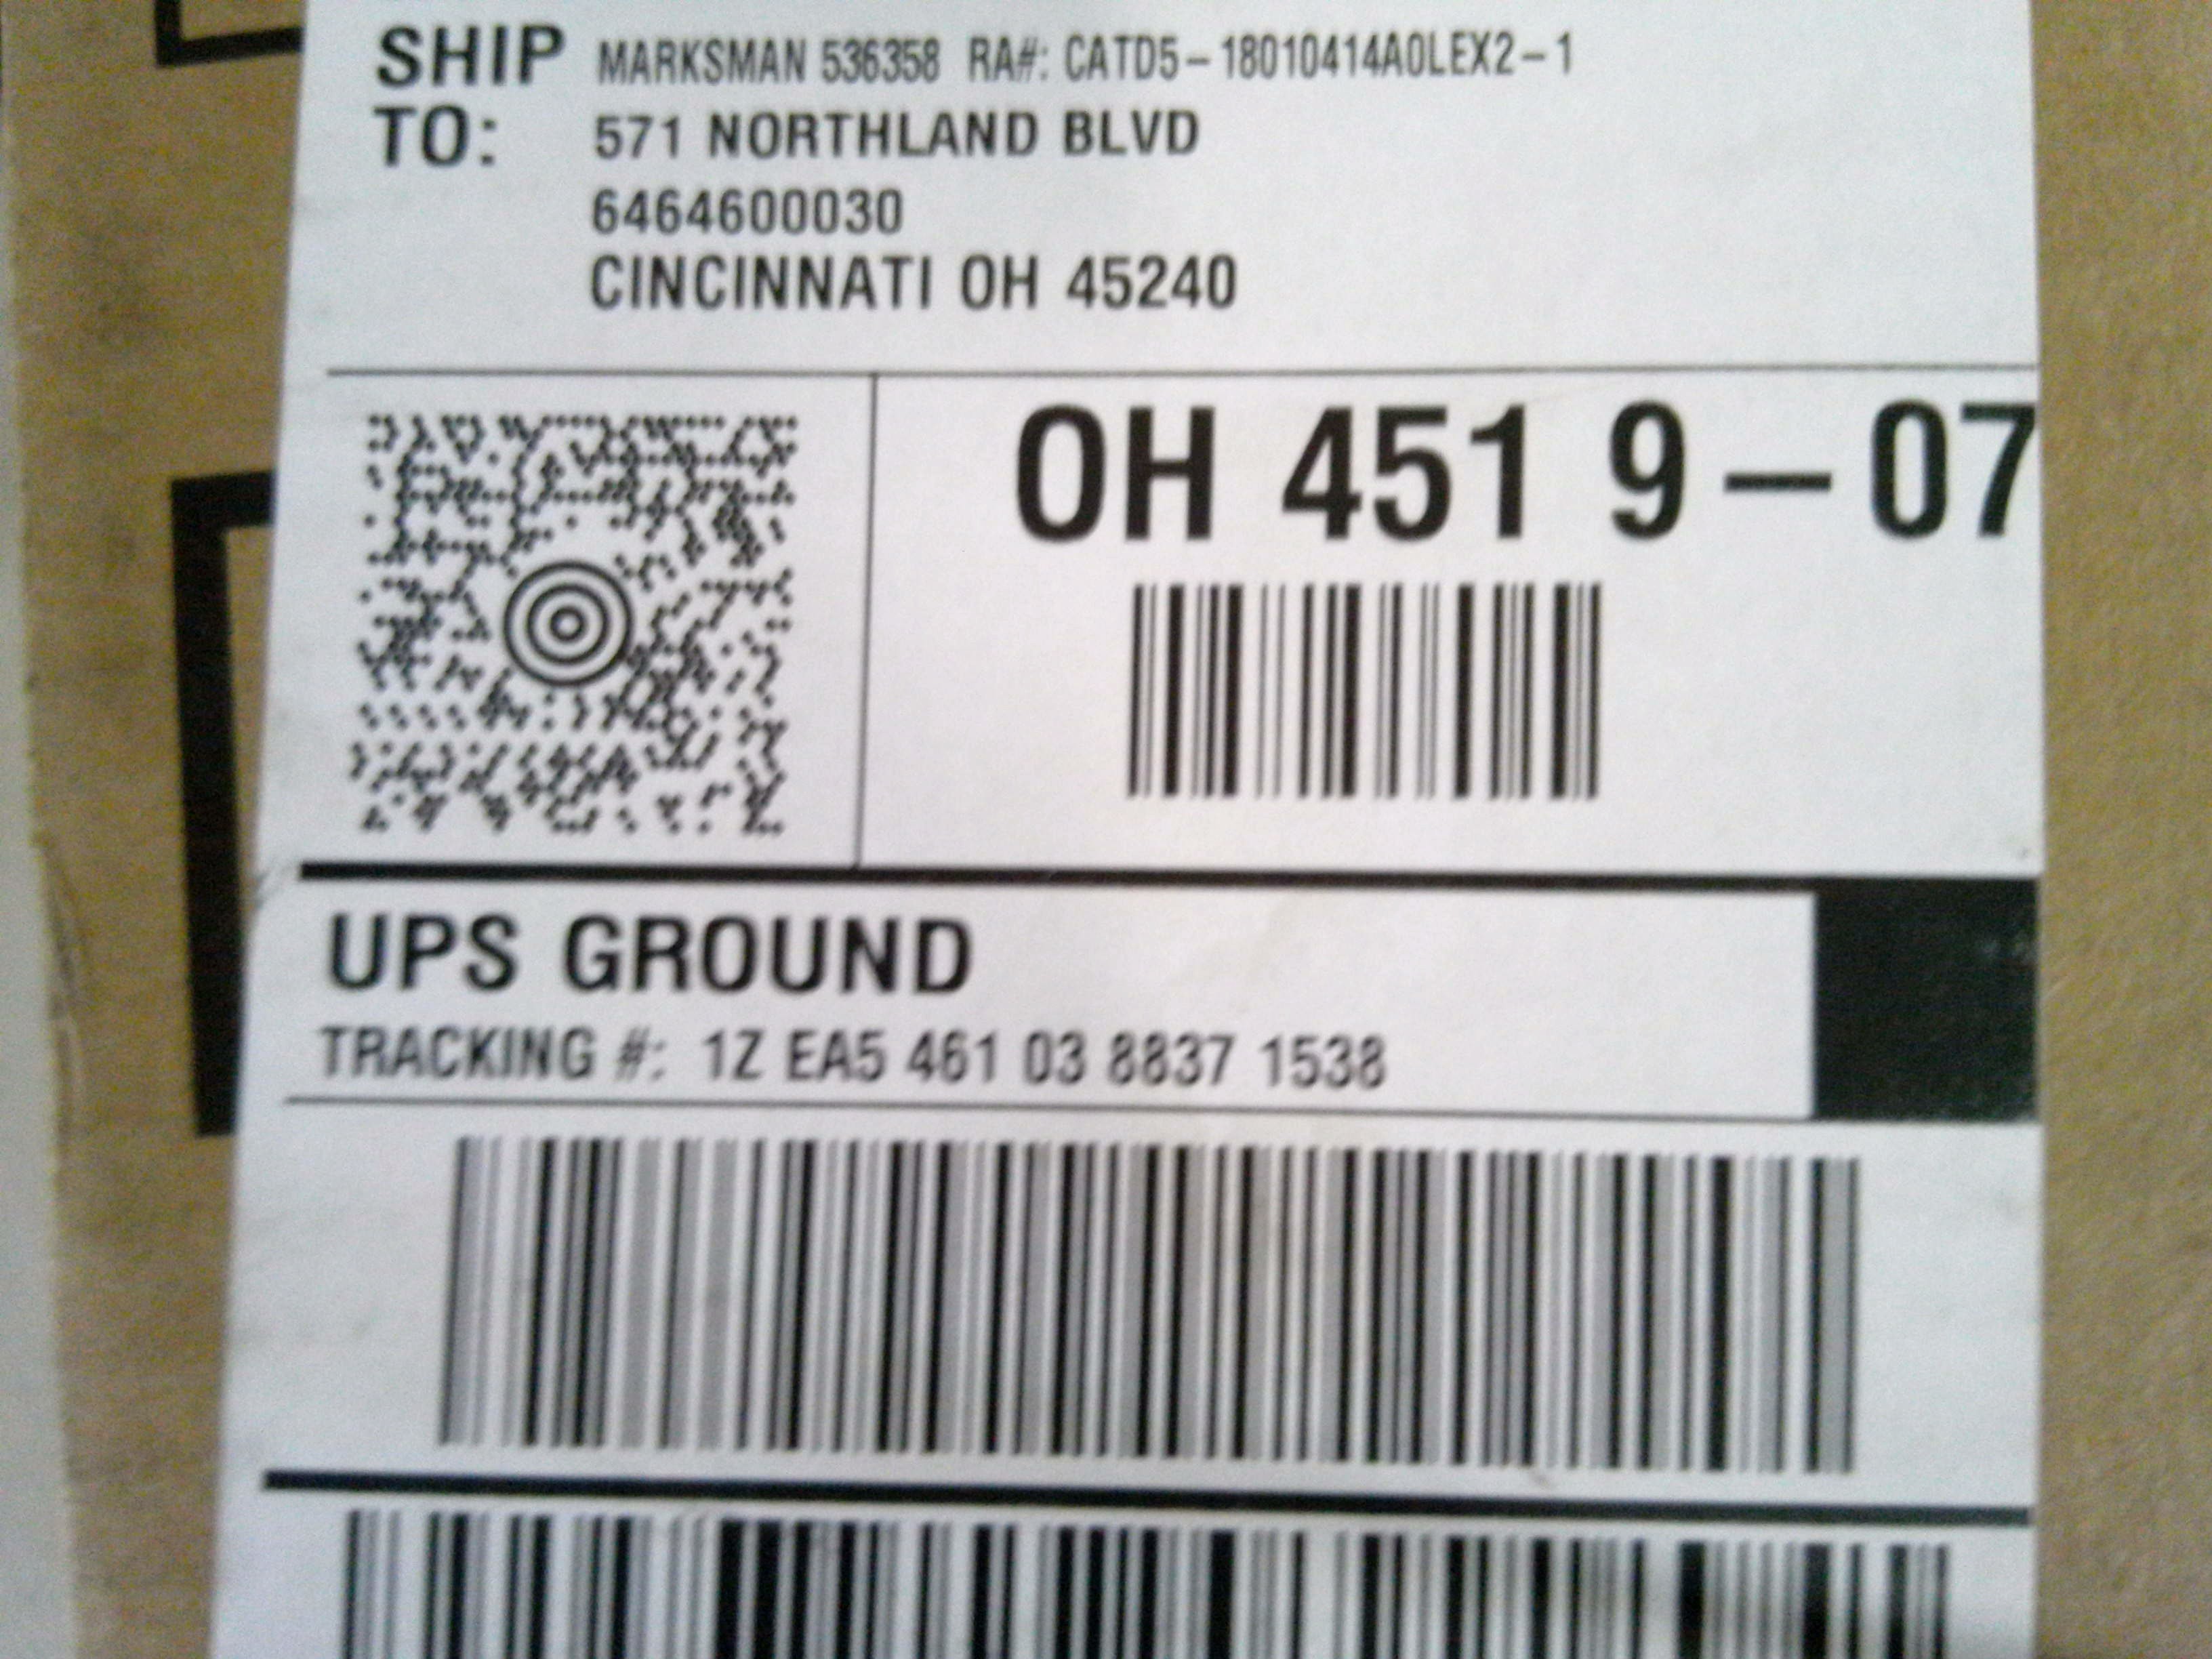 SHIP TO: MARKSMAN 536358 RA#: CATD5-18010414A0LEX2-1
571 NORTHLAND BLVD
6464600030
CINCINNATI OH 45240
OH 451 9-07
UPS GROUND
TRACKING #: 1Z EA5 461 03 8837 1538